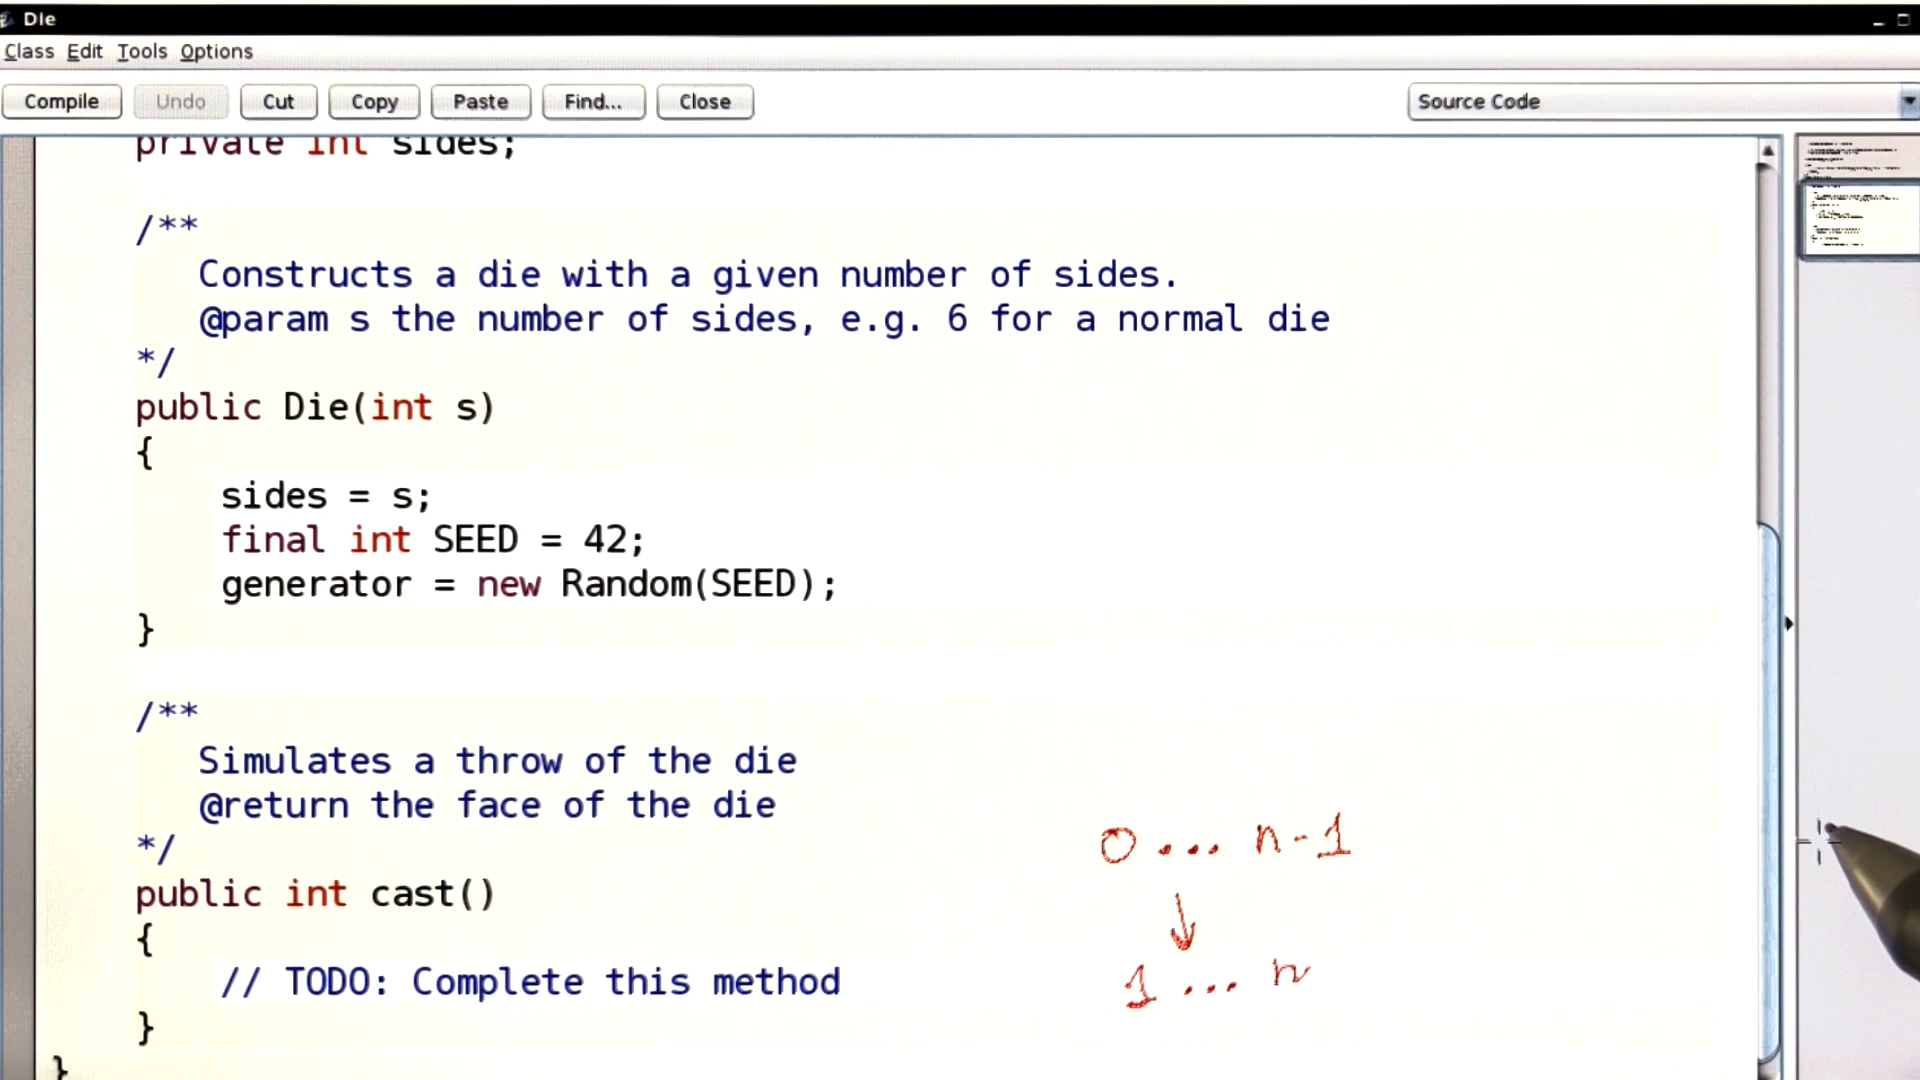 Die
Class Edit Tools Options
Compile Undo Cut Copy Paste Find... Close Source Code
private int sides;
/**
Constructs a die with a given number of sides.
@param s the number of sides, e.g. 6 for a normal die
*/
public Die(int s)
{
sides = s;
final int SEED = 42;
generator = new Random(SEED);
}
/**
Simulates a throw of the die
@return the face of the die
*/
public int cast()
{
// TODO: Complete this method
}
}
0 ... n-1
↓
1 ... n